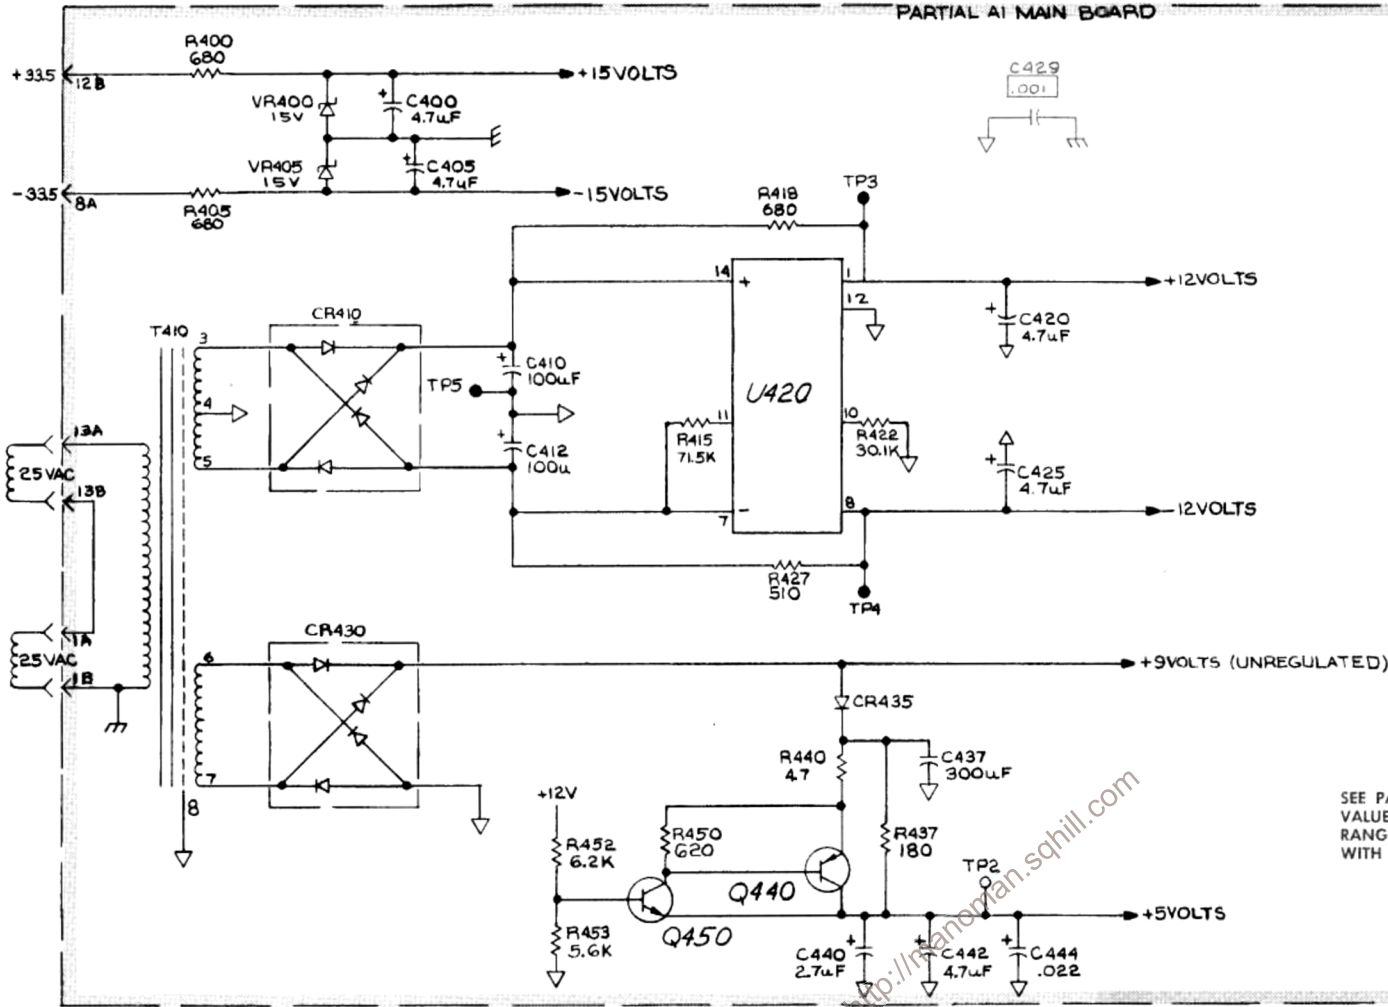 PARTIAL A1 MAIN BOARD
R400
680
+33.5
12B
+15VOLTS
C429
.001
VR400
15V
C400
4.7uF
VR405
15V
C405
4.7uF
-33.5
8A
-15VOLTS
R405
680
R418
680
TP3
14
+
1
+12VOLTS
12
CR410
T410
3
C420
4.7uF
C410
100uF
TP5
U420
4
11
10
13A
R415
71.5K
R422
30.1K
C412
100u
5
25VAC
C425
4.7uF
13B
8
-12VOLTS
7
-
R427
510
TP4
CR430
1A
25VAC
6
+9VOLTS (UNREGULATED)
1B
CR435
R440
4.7
C437
300uF
7
8
+12V
SEE PA
VALUE
RANG
WITH
R452
6.2K
R450
620
R437
180
TP2
Q440
+5VOLTS
R453
5.6K
Q450
C440
2.7uF
C442
4.7uF
C444
.022
http://manoman.sqhill.com